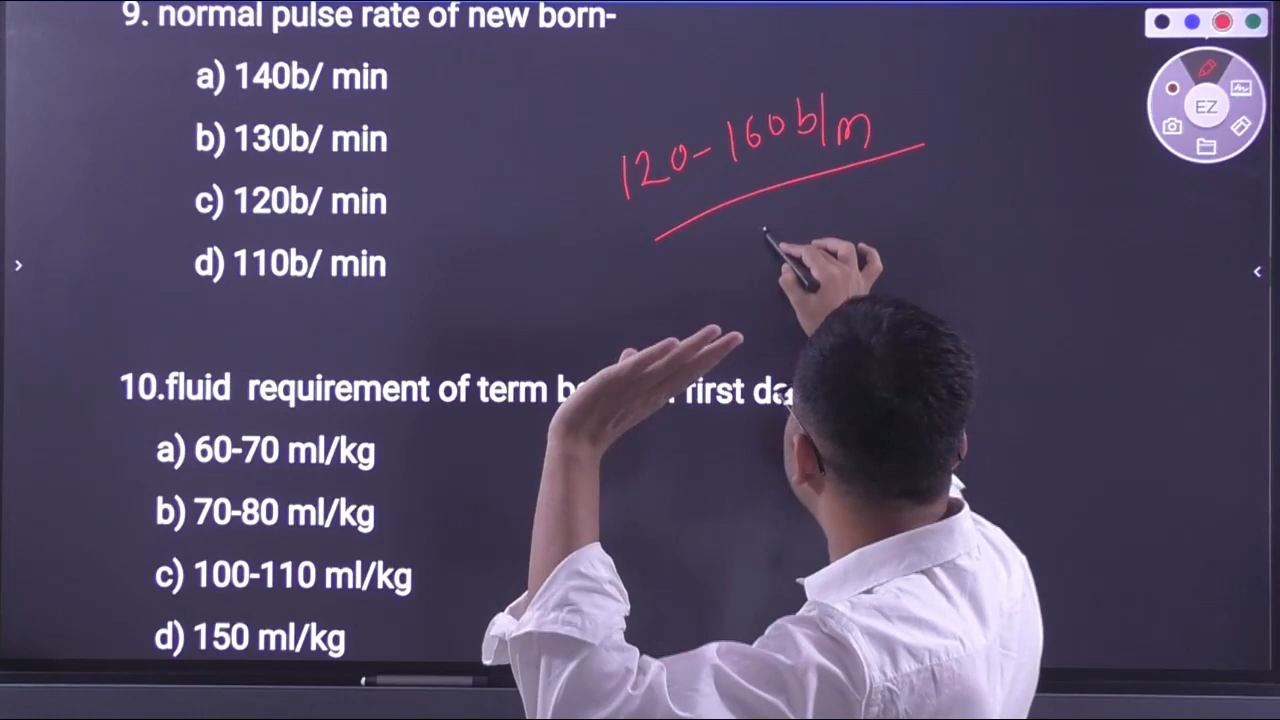 9. normal pulse rate of new born-
a) 140b/ min
b) 130b/ min
c) 120b/ min
d) 110b/ min
120-160 b/m
EZ
10.fluid requirement of term first
a) 60-70 ml/kg
b) 70-80 ml/kg
c) 100-110 ml/kg
d) 150 ml/kg